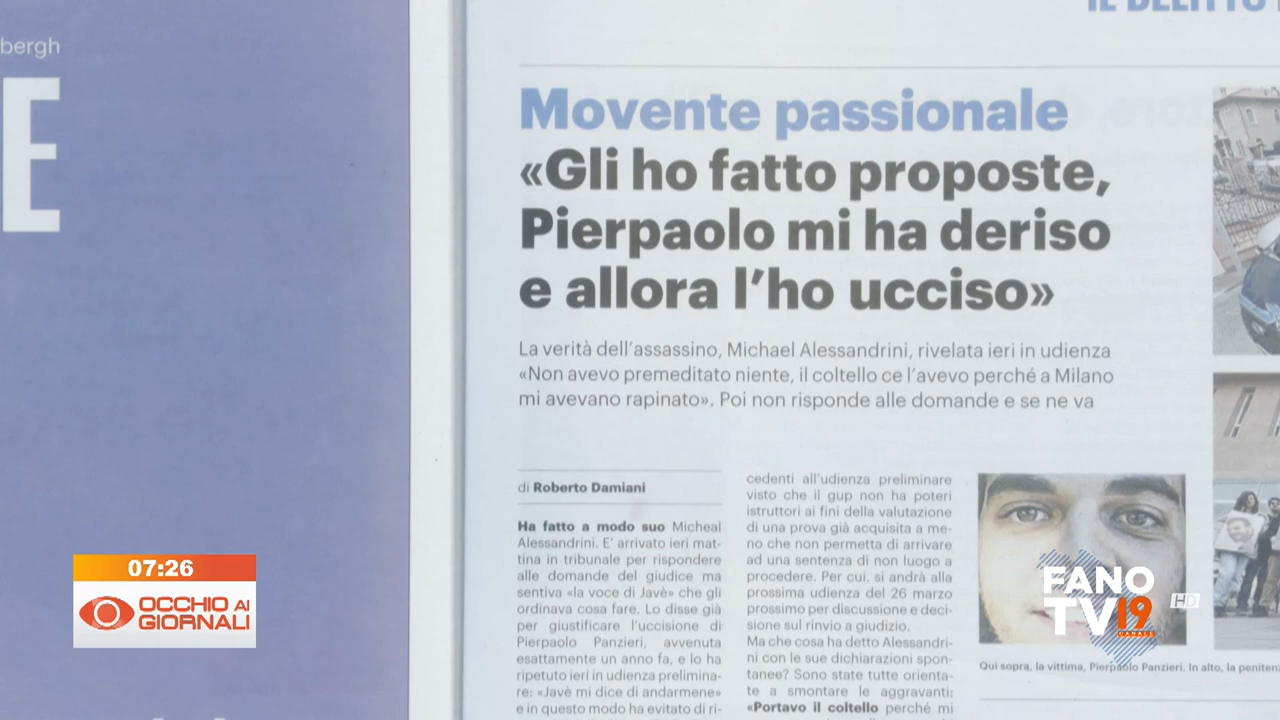 bergh
E
Movente passionale
«Gli ho fatto proposte,
Pierpaolo mi ha deriso
e allora l'ho ucciso»
La verità dell'assassino, Michael Alessandrini, rivelata ieri in udienza
«Non avevo premeditato niente, il coltello ce l'avevo perché a Milano
mi avevano rapinato». Poi non risponde alle domande e se ne va
di Roberto Damiani
Ha fatto a modo suo Micheal
Alessandrini. E' arrivato ieri mat-
tina in tribunale per rispondere
alle domande del giudice ma
sentiva «la voce di Javè» che gli
ordinava cosa fare. Lo disse già
per giustificare l'uccisione di
Pierpaolo Panzieri, avvenuta
esattamente un anno fa, e lo ha
ripetuto ieri in udienza prelimina-
re: «Javè mi dice di andarmene»
e in questo modo ha evitato di ri-
cedenti all'udienza preliminare
visto che il gup non ha poteri
istruttori ai fini della valutazione
di una prova già acquisita a me-
no che non permetta di arrivare
ad una sentenza di non luogo a
procedere. Per cui. si andrà alla
prossima udienza del 26 marzo
prossimo per discussione e deci-
sione sul rinvio a giudizio.
Ma che cosa ha detto Alessandri-
ni con le sue dichiarazioni spon-
tanee? Sono state tutte orienta-
te a smontare le aggravanti:
«Portavo il coltello perché mi
Qui sopra, la vittima, Pierpaolo Panzieri. In alto, la penitenz
07:26
OCCHIO AI
GIORNALI
FANO
TV19
CANALE
HD